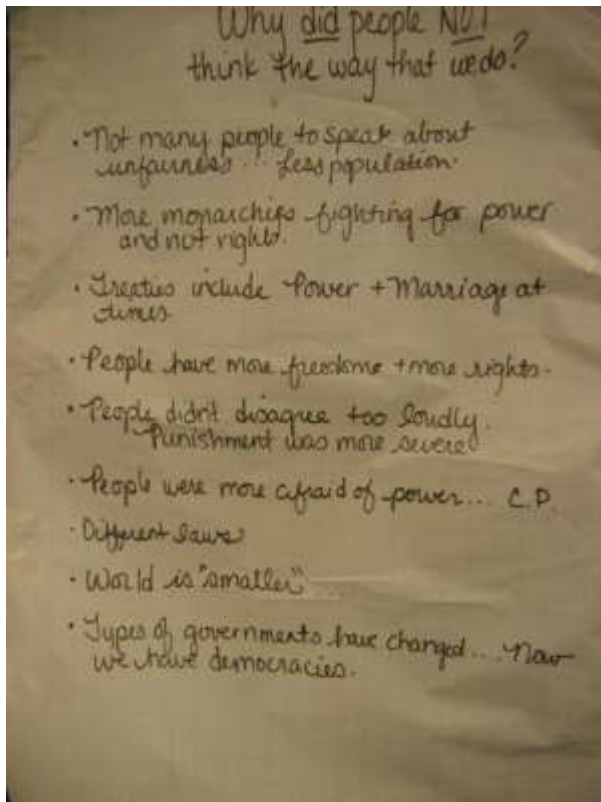 Why did people NOT
think the way that we do?
• Not many people to speak about
unfairness... Less population.
• More monarchies fighting for power
and not rights.
• Treaties include Power + Marriage at
times
• People have more freedoms + more rights.
• People didn't disagree too loudly.
Punishment was more severe
• People were more afraid of power... C.P.
• Different laws
• World is "smaller"
• Types of governments have changed... Now
we have democracies.